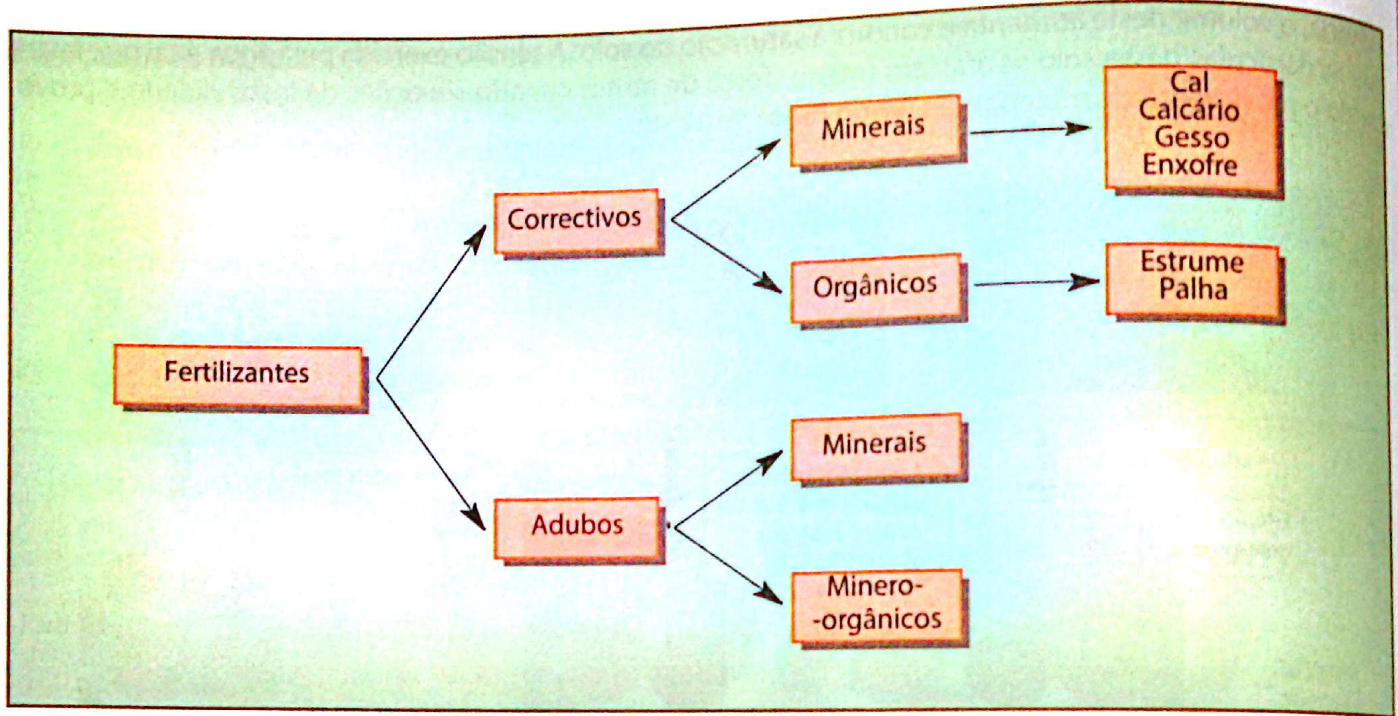 Fertilizantes
Correctivos
Minerais
Cal
Calcário
Gesso
Enxofre
Orgânicos
Estrume
Palha
Adubos
Minerais
Minero-
-orgânicos